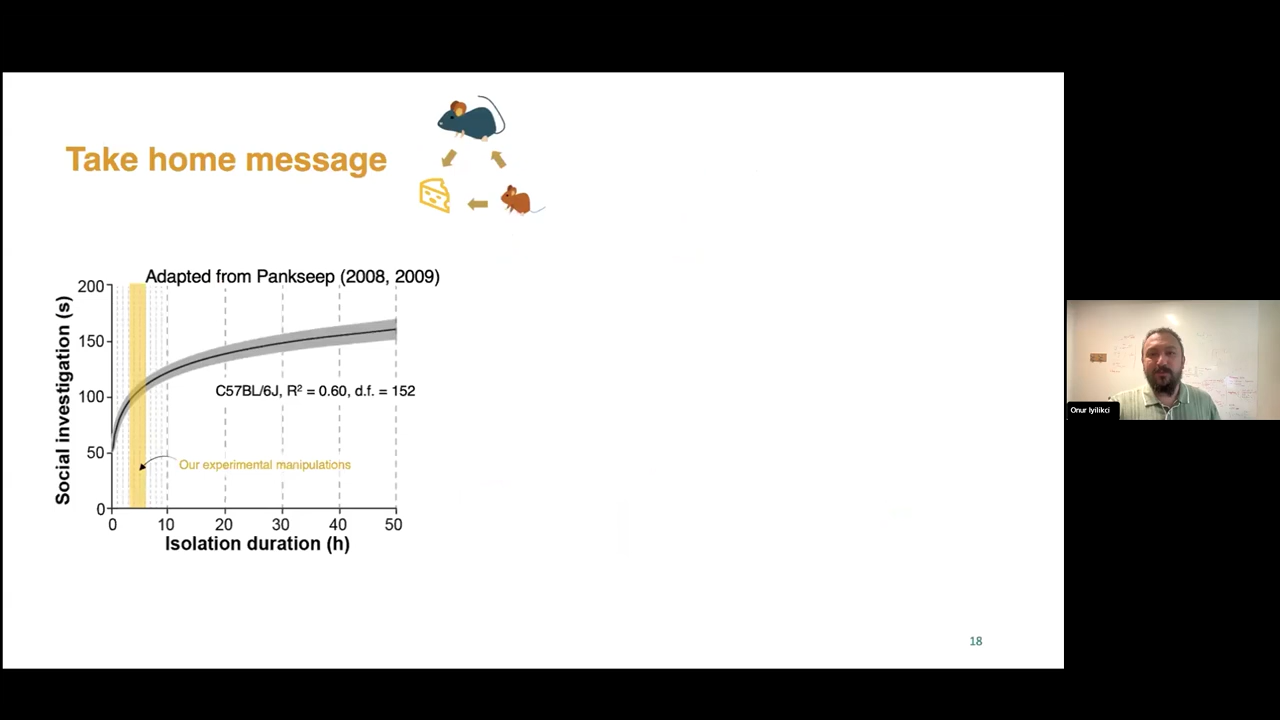 Take home message
Adapted from Pankseep (2008, 2009)
Social investigation (s)
200
150
100
50
0
C57BL/6J, R² = 0.60, d.f. = 152
Our experimental manipulations
0 10 20 30 40 50
Isolation duration (h)
18
Onur Iyilikci